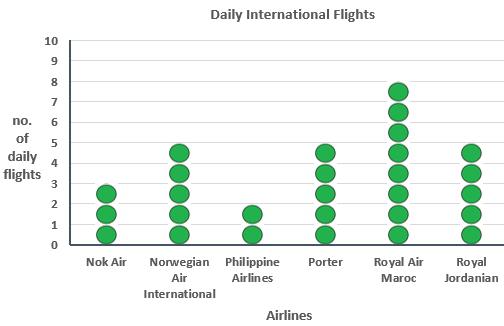 Daily International Flights
10
9
8
7
6
5
4
3
2
1
0
no.
of
daily
flights
Nok Air
Norwegian
Air
International
Philippine
Airlines
Porter
Royal Air
Maroc
Royal
Jordanian
Airlines